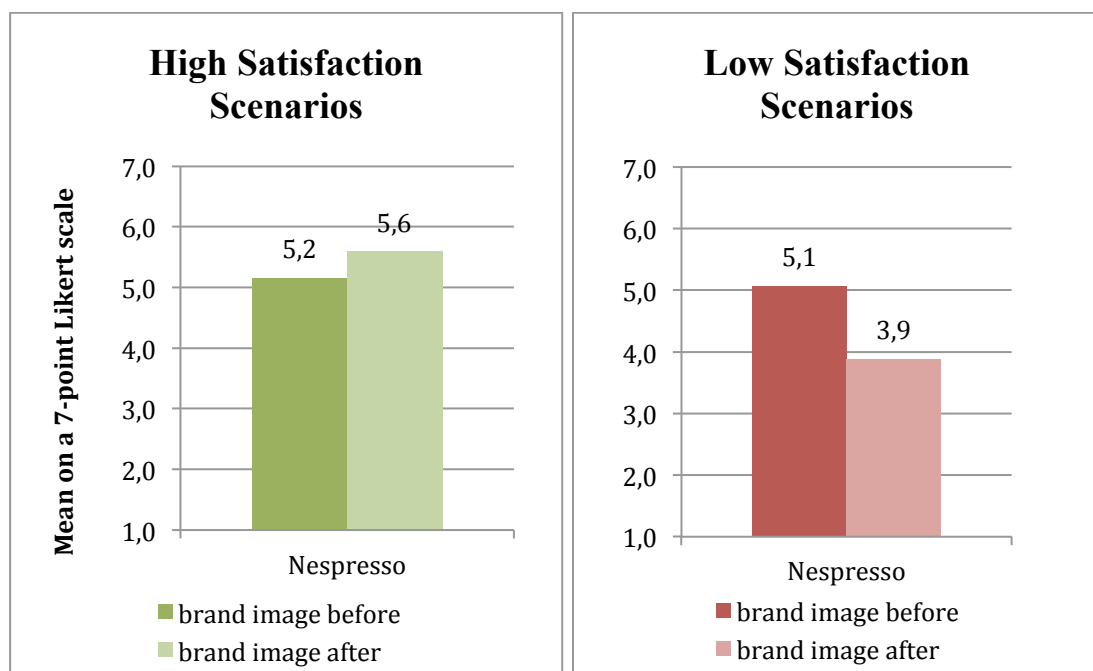 High Satisfaction
Scenarios
Mean on a 7-point Likert scale
7,0
6,0
5,0
4,0
3,0
2,0
1,0
5,2
5,6
Nespresso
brand image before
brand image after
Low Satisfaction
Scenarios
7,0
6,0
5,0
4,0
3,0
2,0
1,0
5,1
3,9
Nespresso
brand image before
brand image after